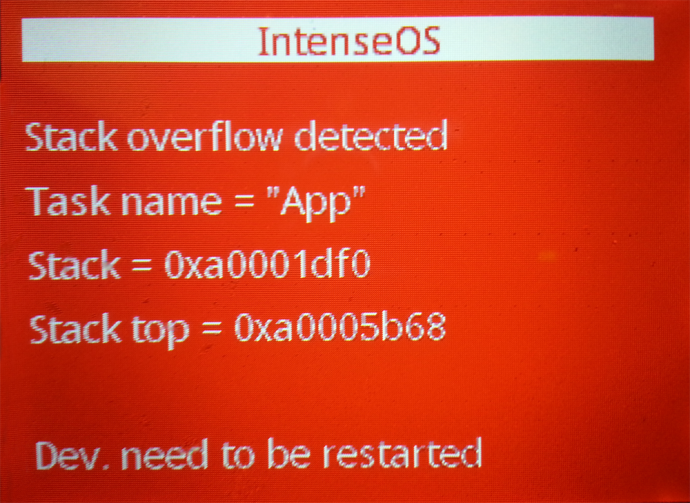 IntenseOS
Stack overflow detected
Task name = "App"
Stack = 0xa0001df0
Stack top = 0xa0005b68
Dev. need to be restarted